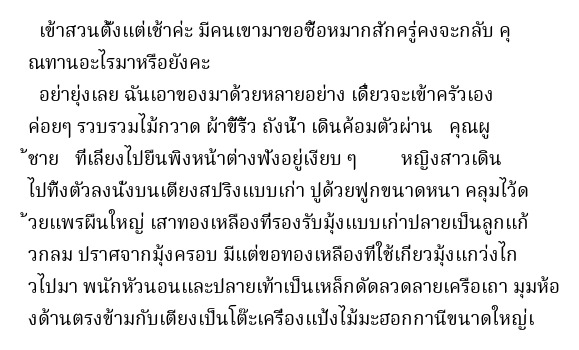 เข้าสวนตั้งแต่เช้าค่ะ มีคนเขามาขอซื้อหมากสักครู่คงจะกลับ คุ
ณทานอะไรมาหรือยังคะ
อย่ายุ่งเลย ฉันเอาของมาด้วยหลายอย่าง เดี๋ยวจะเข้าครัวเอง
ค่อยๆ รวบรวมไม้กวาด ผ้าขี้ริ้ว ถังน้ำ เดินค้อมตัวผ่าน คุณผู
้ชาย ที่เลี่ยงไปยืนพิงหน้าต่างฟังอยู่เงียบ ๆ หญิงสาวเดิน
ไปทิ้งตัวลงนั่งบนเตียงสปริงแบบเก่า ปูด้วยฟูกขนาดหนา คลุมไว้ด
้วยแพรผืนใหญ่ เสาทองเหลืองที่รองรับมุ้งแบบเก่าปลายเป็นลูกแก้
วกลม ปราศจากมุ้งครอบ มีแต่ขอทองเหลืองที่ใช้เกี่ยวมุ้งแกว่งไก
วไปมา พนักหัวนอนและปลายเท้าเป็นเหล็กดัดลวดลายเครือเถา มุมห้อ
งด้านตรงข้ามกับเตียงเป็นโต๊ะเครื่องแป้งไม้มะฮอกกานีขนาดใหญ่เ